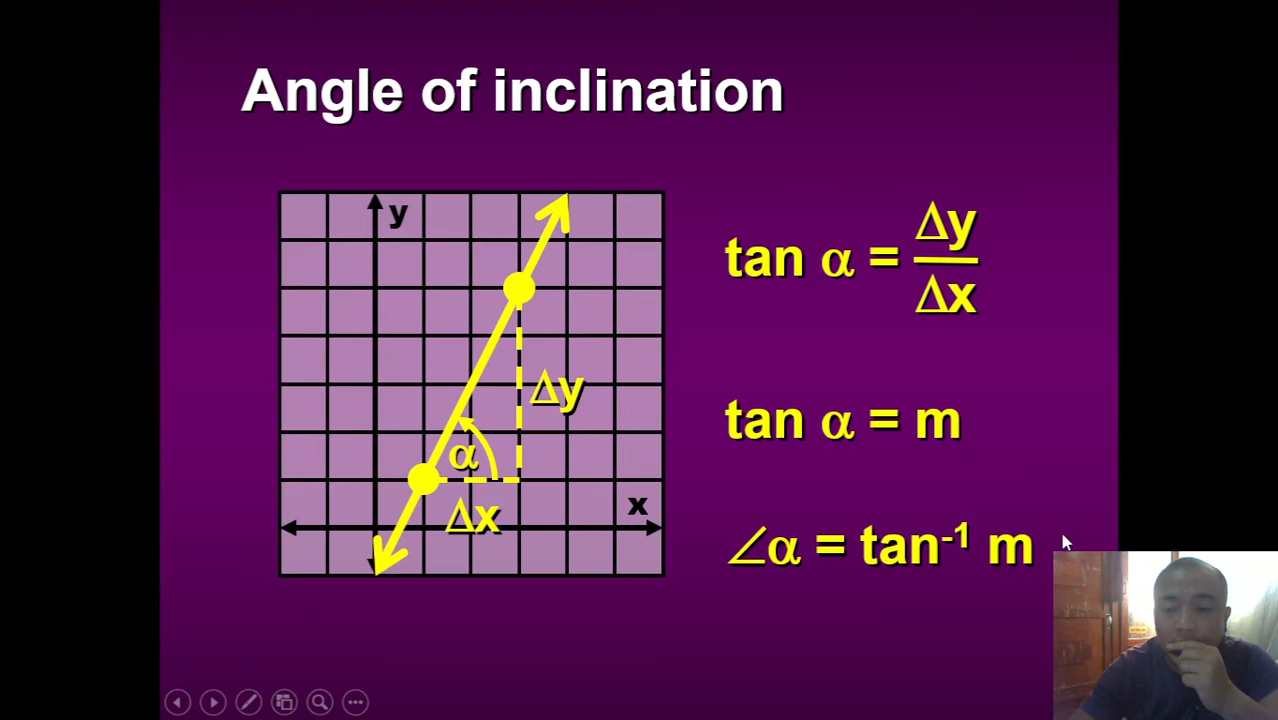 Angle of inclination
y
Δy
α
Δx
x
tan α = Δy/Δx
tan α = m
∠α = tan⁻¹ m